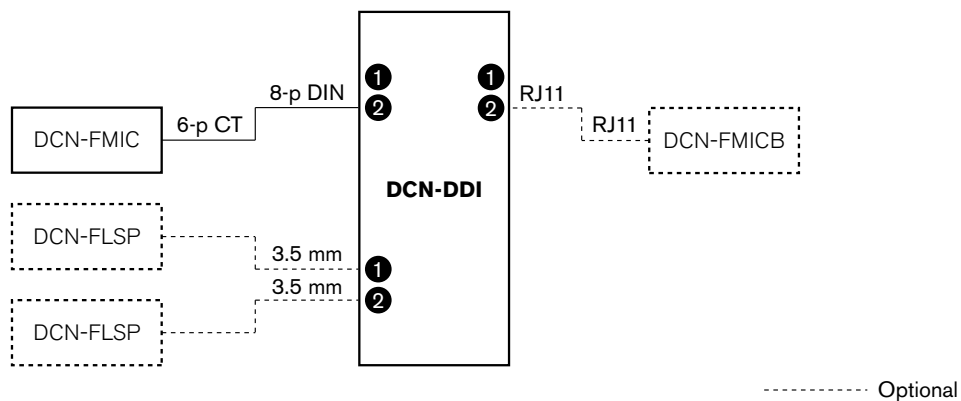 1
1
8-p DIN
2
2
RJ11
DCN-FMIC
6-p CT
RJ11
DCN-FMICB
DCN-DDI
DCN-FLSP
3.5 mm
1
3.5 mm
2
DCN-FLSP
Optional